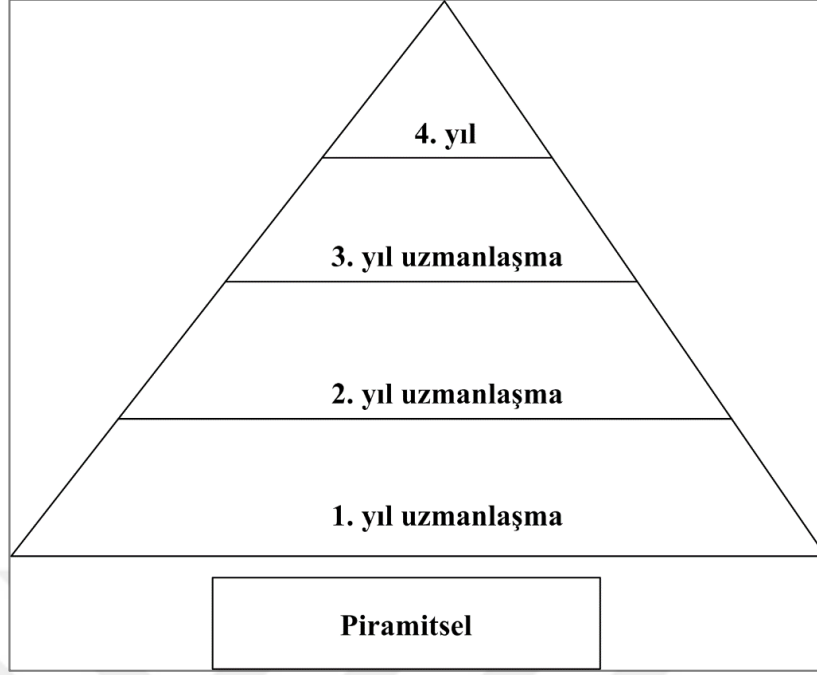 4. yıl
3. yıl uzmanlaşma
2. yıl uzmanlaşma
1. yıl uzmanlaşma
Piramitsel